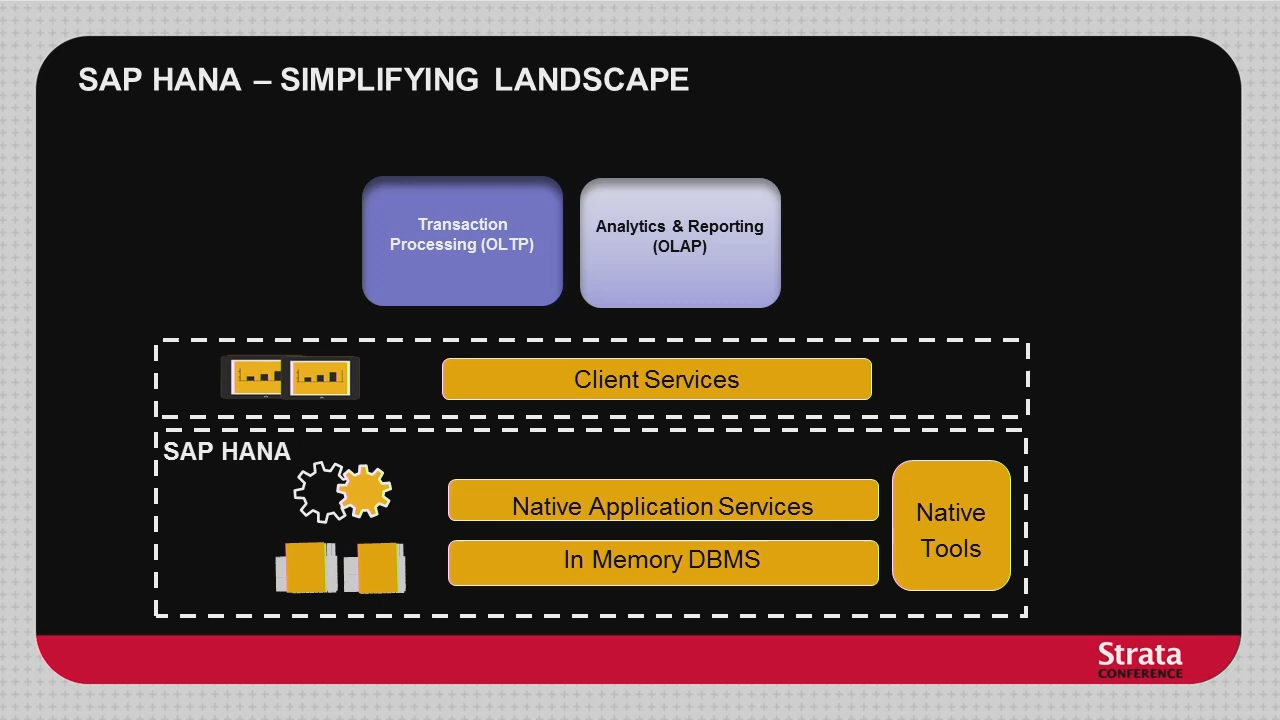 SAP HANA – SIMPLIFYING LANDSCAPE
Transaction
Processing (OLTP)
Analytics & Reporting
(OLAP)
Client Services
SAP HANA
Native Application Services
In Memory DBMS
Native
Tools
Strata
CONFERENCE